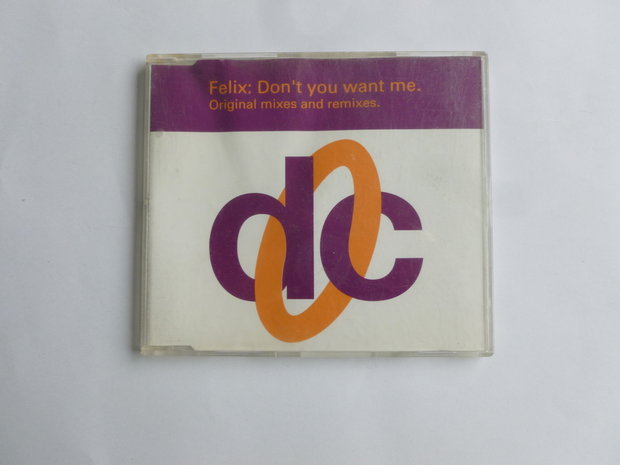 Felix: Don't you want me.
Original mixes and remixes.
dc